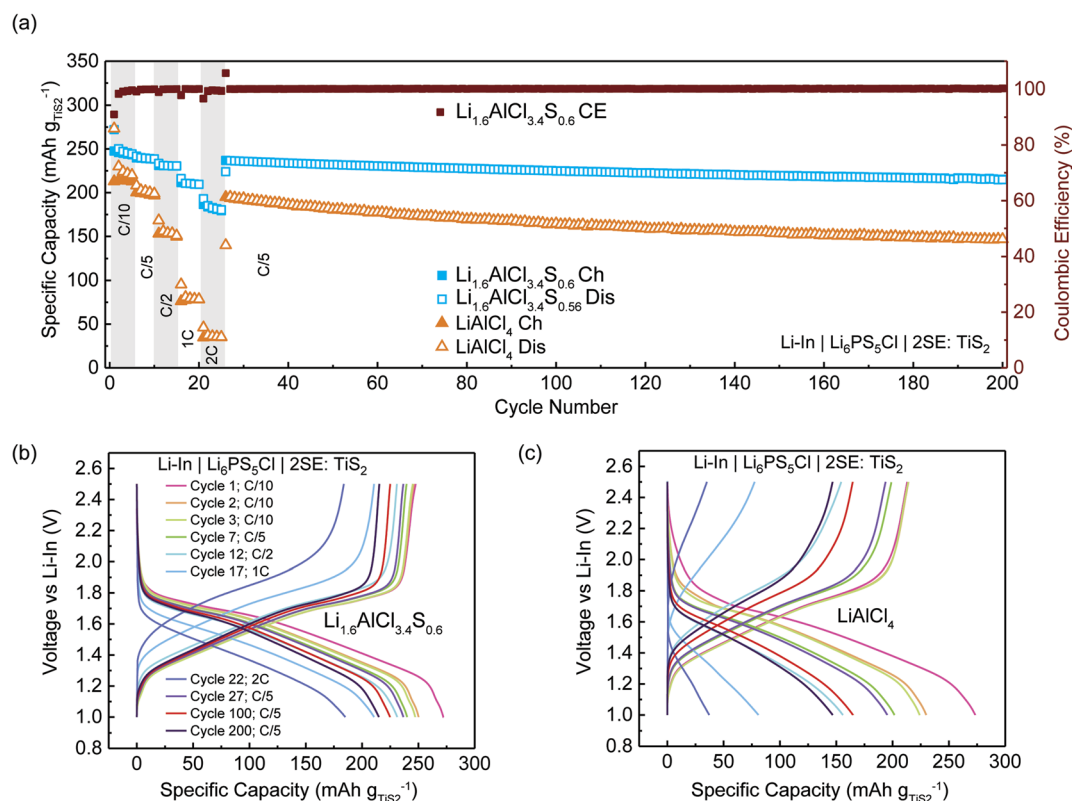 (a)
350
300
250
200
150
100
50
0
Specific Capacity (mAh g_TiS2⁻¹)
C/10
C/5
C/2
1C
2C
C/5
Li₁.₆AlCl₃.₄S₀.₆ CE
Li₁.₆AlCl₃.₄S₀.₆ Ch
Li₁.₆AlCl₃.₄S₀.₅₆ Dis
LiAlCl₄ Ch
LiAlCl₄ Dis
Li-In | Li₆PS₅Cl | 2SE: TiS₂
100
80
60
40
20
0
Coulombic Efficiency (%)
0 20 40 60 80 100 120 140 160 180 200
Cycle Number
(b)
2.6
2.4
2.2
2.0
1.8
1.6
1.4
1.2
1.0
0.8
Voltage vs Li-In (V)
Li-In | Li₆PS₅Cl | 2SE: TiS₂
Cycle 1; C/10
Cycle 2; C/10
Cycle 3; C/10
Cycle 7; C/5
Cycle 12; C/2
Cycle 17; 1C
Li₁.₆AlCl₃.₄S₀.₆
Cycle 22; 2C
Cycle 27; C/5
Cycle 100; C/5
Cycle 200; C/5
0 50 100 150 200 250 300
Specific Capacity (mAh g_TiS2⁻¹)
(c)
2.6
2.4
2.2
2.0
1.8
1.6
1.4
1.2
1.0
0.8
Voltage vs Li-In (V)
Li-In | Li₆PS₅Cl | 2SE: TiS₂
LiAlCl₄
0 50 100 150 200 250 300
Specific Capacity (mAh g_TiS2⁻¹)